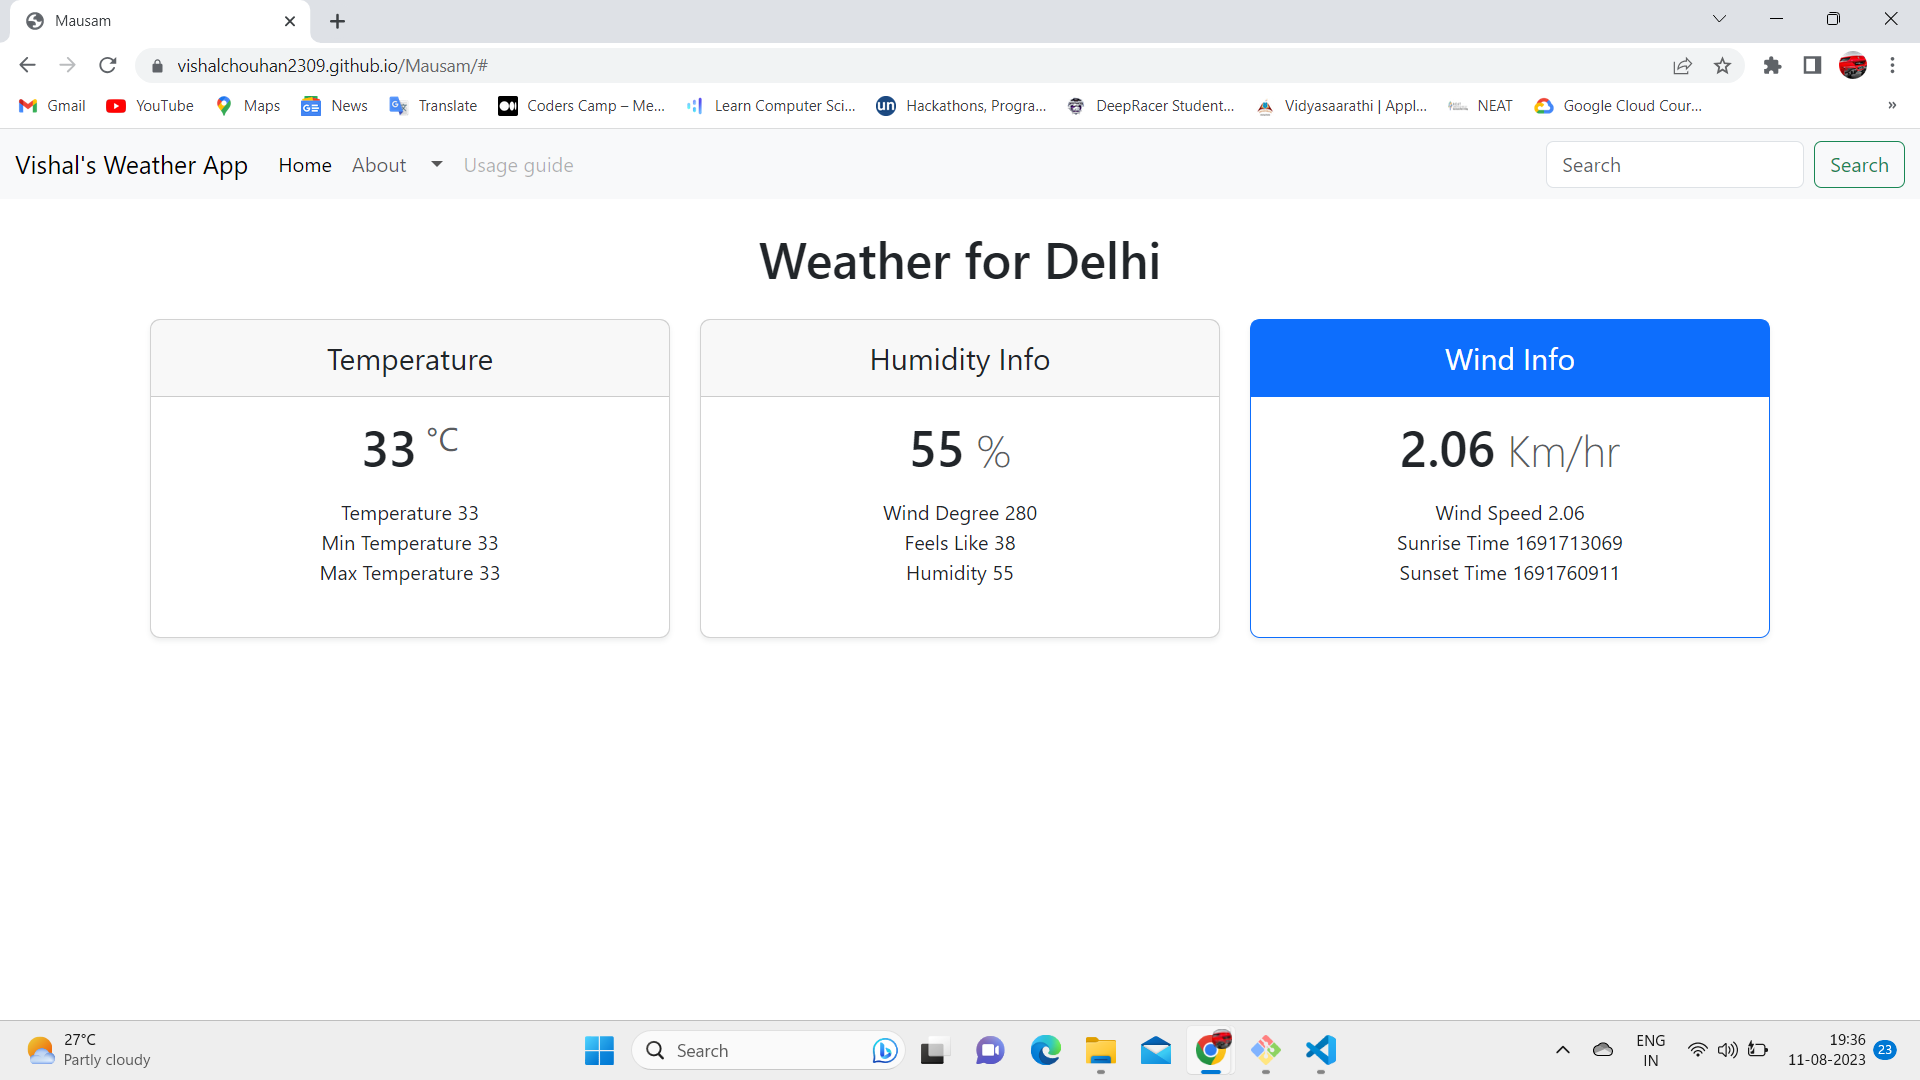 Mausam
vishalchouhan2309.github.io/Mausam/#
Gmail YouTube Maps News Translate Coders Camp – Me... Learn Computer Sci... Hackathons, Progra... DeepRacer Student... Vidyasaarathi | Appl... NEAT Google Cloud Cour... »
Vishal's Weather App Home About Usage guide Search Search
Weather for Delhi
Temperature
33 °C
Temperature 33
Min Temperature 33
Max Temperature 33
Humidity Info
55 %
Wind Degree 280
Feels Like 38
Humidity 55
Wind Info
2.06 Km/hr
Wind Speed 2.06
Sunrise Time 1691713069
Sunset Time 1691760911
27°C
Partly cloudy
Search
ENG
IN
19:36
11-08-2023
23